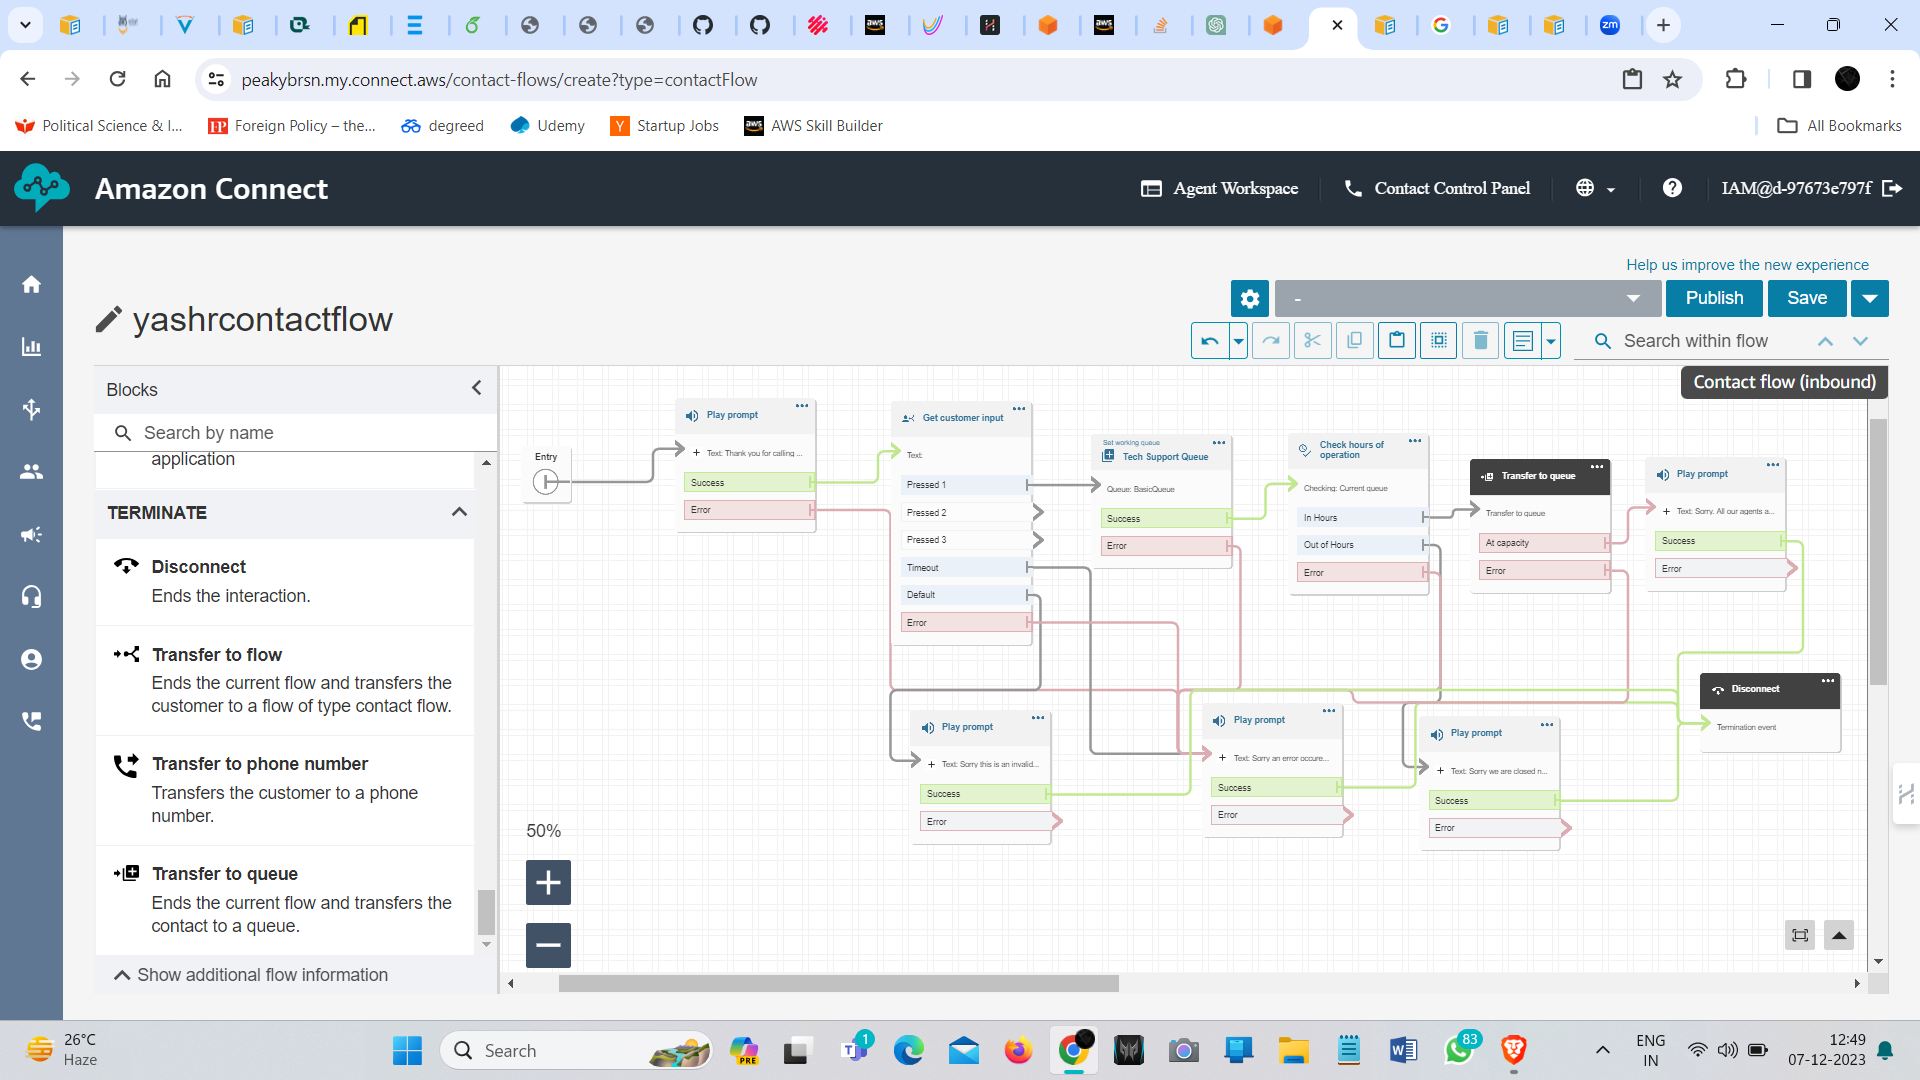 zm
peakybrsn.my.connect.aws/contact-flows/create?type=contactFlow
Political Science & I...
Foreign Policy – the...
degreed
Udemy
Startup Jobs
AWS Skill Builder
All Bookmarks
Amazon Connect
Agent Workspace
Contact Control Panel
IAM@d-97673e797f
Help us improve the new experience
yashrcontactflow
-
Publish
Save
Search within flow
Contact flow (inbound)
Blocks
Search by name
application
TERMINATE
Disconnect
Ends the interaction.
Transfer to flow
Ends the current flow and transfers the
customer to a flow of type contact flow.
Transfer to phone number
Transfers the customer to a phone
number.
Transfer to queue
Ends the current flow and transfers the
contact to a queue.
Show additional flow information
Entry
Play prompt
Text: Thank you for calling ...
Success
Error
Get customer input
Text:
Pressed 1
Pressed 2
Pressed 3
Timeout
Default
Error
Set working queue
Tech Support Queue
Queue: BasicQueue
Success
Error
Check hours of
operation
Checking: Current queue
In Hours
Out of Hours
Error
Transfer to queue
Transfer to queue
At capacity
Error
Play prompt
Text: Sorry. All our agents a...
Success
Error
Disconnect
Termination event
Play prompt
Text: Sorry this is an invalid...
Success
Error
Play prompt
Text: Sorry an error occure...
Success
Error
Play prompt
Text: Sorry we are closed n...
Success
Error
50%
26°C
Haze
Search
PRE
1
83
ENG
IN
12:49
07-12-2023